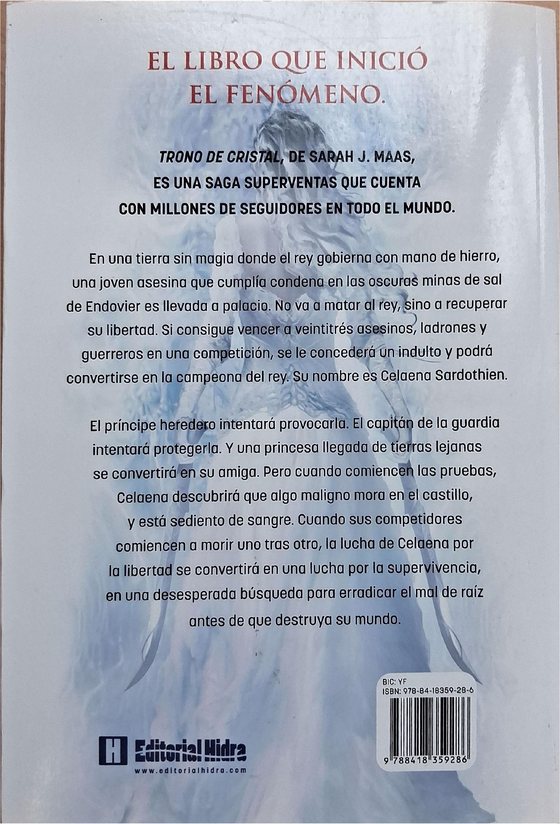 EL LIBRO QUE INICIÓ
EL FENÓMENO.
TRONO DE CRISTAL, DE SARAH J. MAAS,
ES UNA SAGA SUPERVENTAS QUE CUENTA
CON MILLONES DE SEGUIDORES EN TODO EL MUNDO.
En una tierra sin magia donde el rey gobierna con mano de hierro,
una joven asesina que cumplía condena en las oscuras minas de sal
de Endovier es llevada a palacio. No va a matar al rey, sino a recuperar
su libertad. Si consigue vencer a veintitrés asesinos, ladrones y
guerreros en una competición, se le concederá un indulto y podrá
convertirse en la campeona del rey. Su nombre es Celaena Sardothien.
El príncipe heredero intentará provocarla. El capitán de la guardia
intentará protegerla. Y una princesa llegada de tierras lejanas
se convertirá en su amiga. Pero cuando comiencen las pruebas,
Celaena descubrirá que algo maligno mora en el castillo,
y está sediento de sangre. Cuando sus competidores
comiencen a morir uno tras otro, la lucha de Celaena por
la libertad se convertirá en una lucha por la supervivencia,
en una desesperada búsqueda para erradicar el mal de raíz
antes de que destruya su mundo.
BIC: YF
ISBN: 978-84-18359-28-6
9 788418 359286
H Editorial Hidra
www.editorialhidra.com